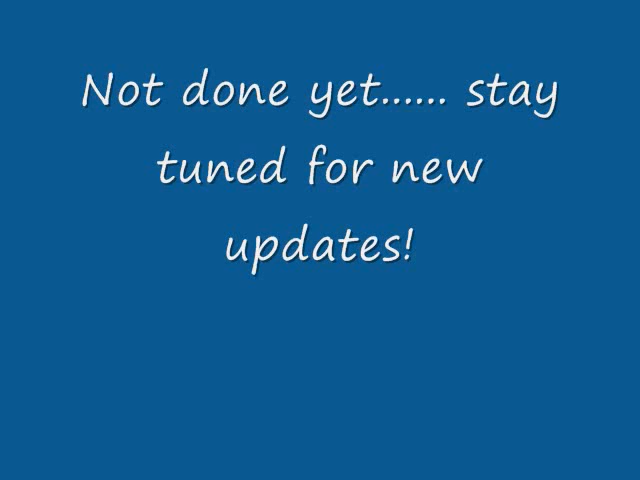 Not done yet...... stay
tuned for new
updates!